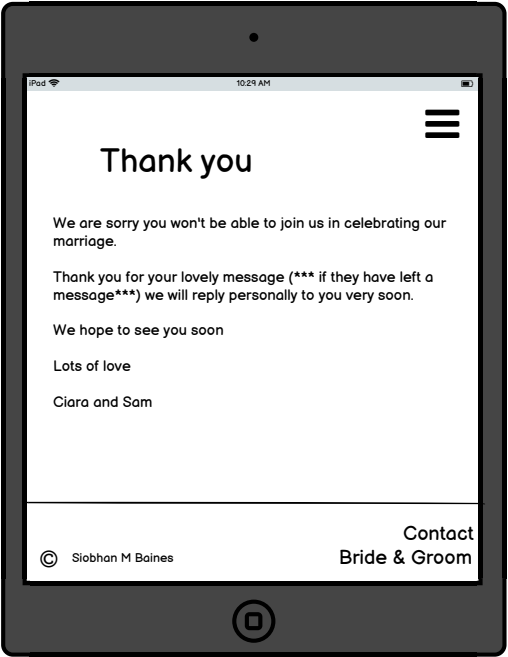 iPad 10:29 AM
Thank you
We are sorry you won't be able to join us in celebrating our
marriage.
Thank you for your lovely message (*** if they have left a
message***) we will reply personally to you very soon.
We hope to see you soon
Lots of love
Ciara and Sam
Contact
© Siobhan M Baines Bride & Groom